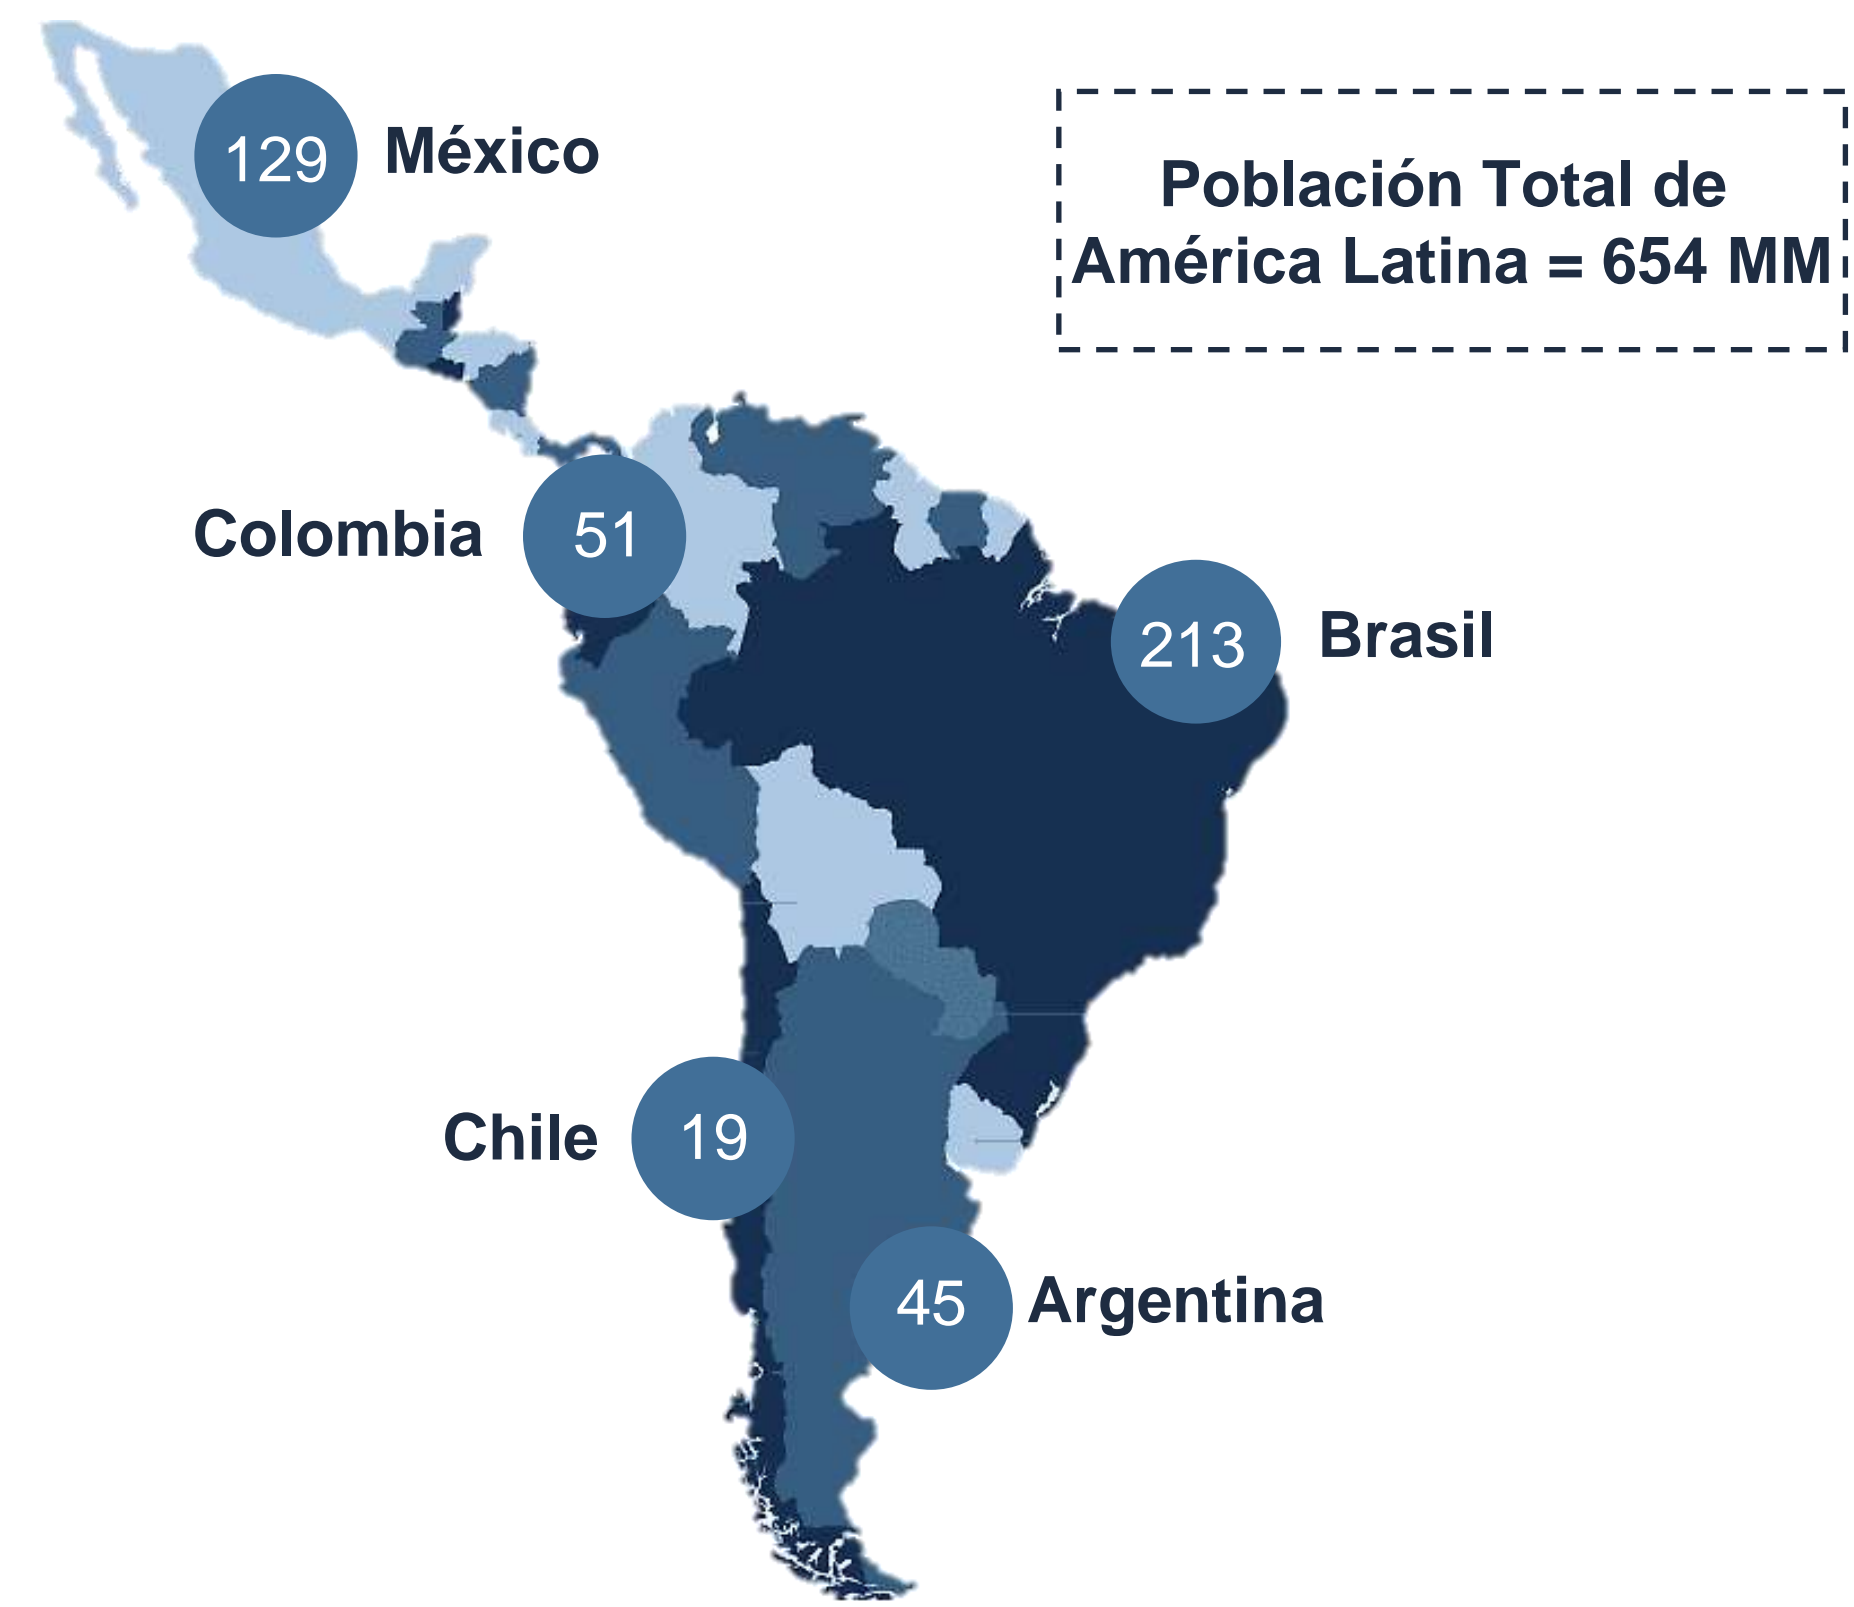 129
México
Población Total de
América Latina = 654 MM
Colombia
51
213
Brasil
Chile
19
45
Argentina